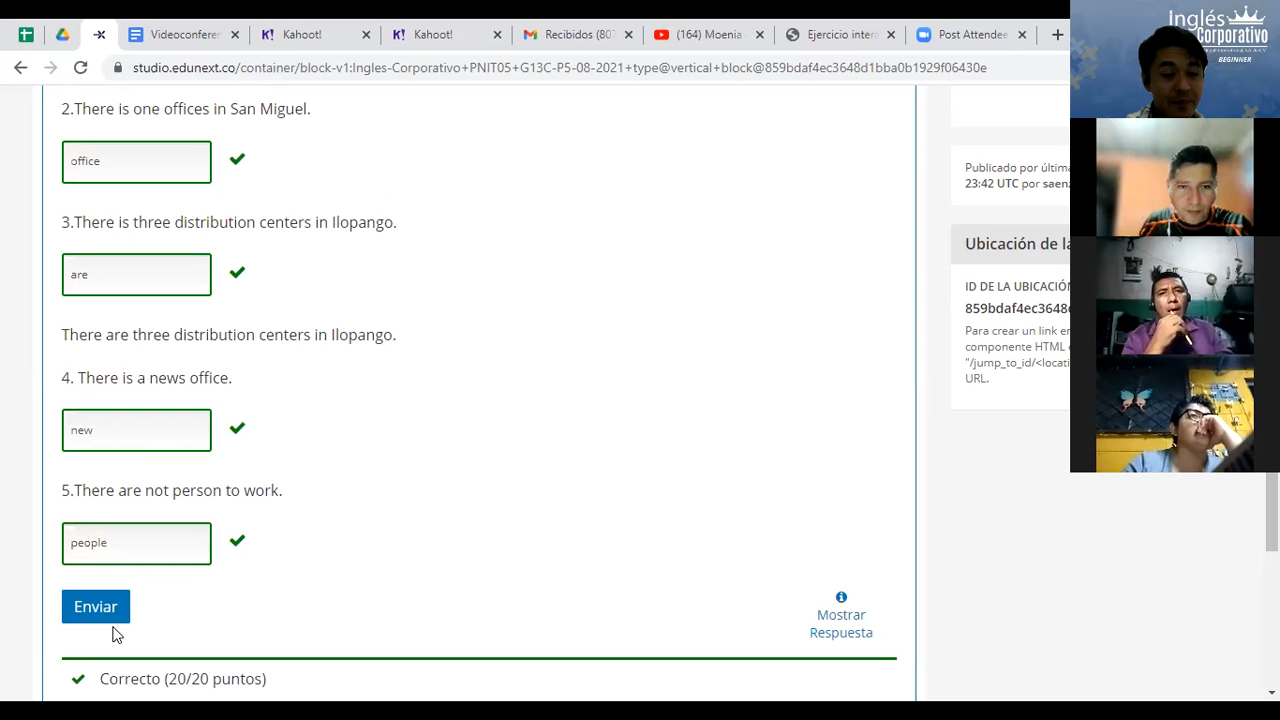 Videoconferen
Kahoot!
Kahoot!
Recibidos (80
(164) Moenia
Ejercicio intera
Post Attendee
studio.edunext.co/container/block-v1:Ingles-Corporativo+PNIT05+G15-C-P5-08-2021+type@vertical+block@859bdaf4ec3648d1bba0b1929f06430e
Inglés
Corporativo
BEGINNER
2.There is one offices in San Miguel.
office
3.There is three distribution centers in Ilopango.
are
There are three distribution centers in Ilopango.
4. There is a news office.
new
5.There are not person to work.
people
Enviar
Mostrar
Respuesta
Correcto (20/20 puntos)
Publicado por últim
23:42 UTC por saenz
Ubicación de la
ID DE LA UBICACIÓN
859bdaf4ec3648d
Para crear un link en
componente HTML
"/jump_to_id/<locati
URL.